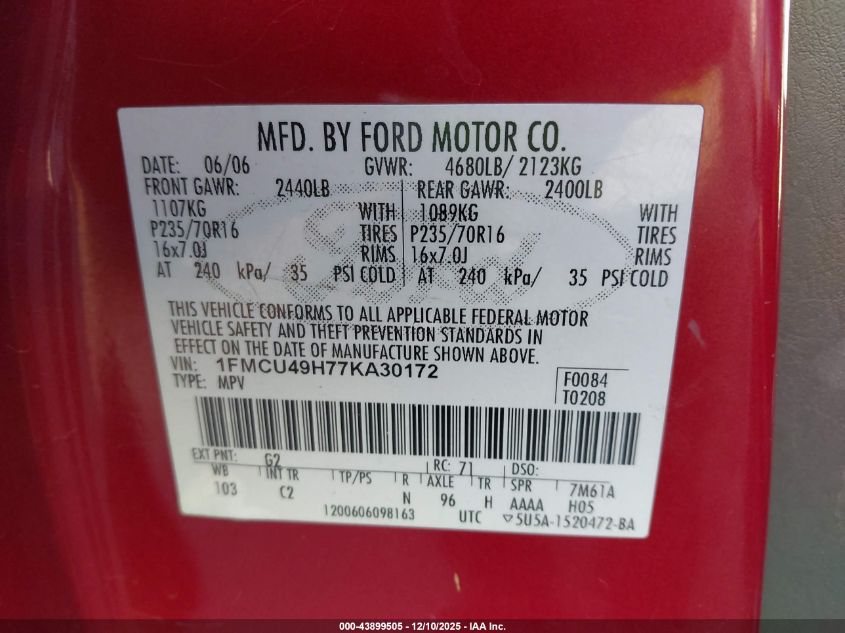 MFD. BY FORD MOTOR CO.
DATE: 06/06 GVWR: 4680LB/ 2123KG
FRONT GAWR: 2440LB REAR GAWR: 2400LB
1107KG WITH 1089KG WITH
P235/70R16 TIRES P235/70R16 TIRES
16x7.0J RIMS 16x7.0J RIMS
AT 240 kPa/ 35 PSI COLD AT 240 kPa/ 35 PSI COLD
THIS VEHICLE CONFORMS TO ALL APPLICABLE FEDERAL MOTOR
VEHICLE SAFETY AND THEFT PREVENTION STANDARDS IN
EFFECT ON THE DATE OF MANUFACTURE SHOWN ABOVE.
VIN: 1FMCU49H77KA30172 F0084
TYPE: MPV T0208
EXT PNT: G2 RC: 71 DSO:
WB INT TR TP/PS R AXLE TR SPR 7M61A
103 C2 N 96 H AAAA H05
1200606098163 UTC ▽5U5A-1520472-BA
000-43899505 - 12/10/2025 - IAA Inc.